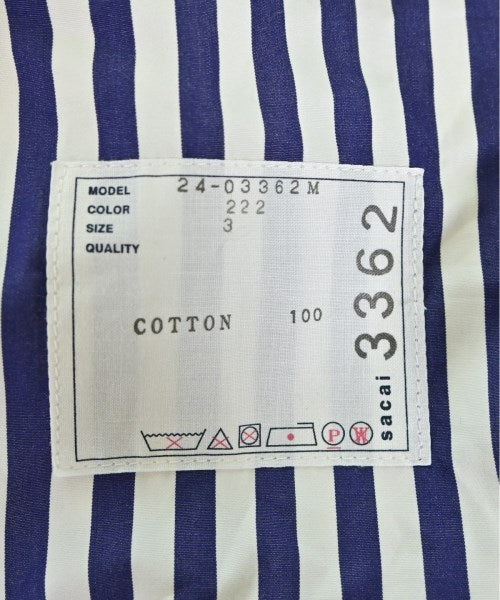 MODEL 24-03362M
COLOR 222
SIZE 3
QUALITY
COTTON 100
P W
sacai 3362